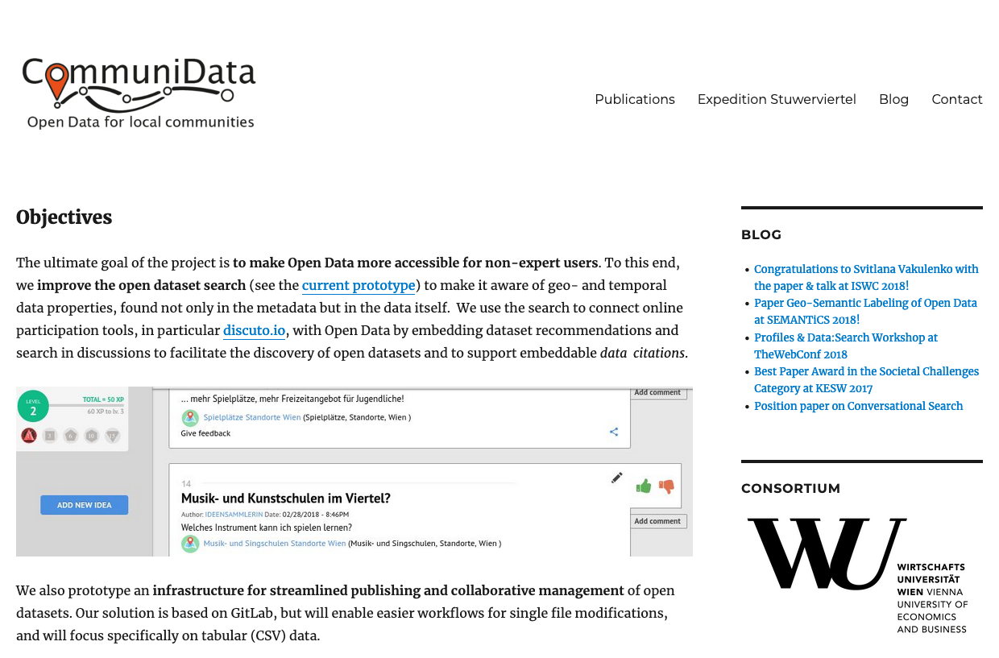 CommuniData
Open Data for local communities
Publications
Expedition Stuwerviertel
Blog
Contact
Objectives
The ultimate goal of the project is to make Open Data more accessible for non-expert users. To this end,
we improve the open dataset search (see the current prototype) to make it aware of geo- and temporal
data properties, found not only in the metadata but in the data itself.  We use the search to connect online
participation tools, in particular discuto.io, with Open Data by embedding dataset recommendations and
search in discussions to facilitate the discovery of open datasets and to support embeddable data  citations.
LEVEL
2
TOTAL = 50 XP
60 XP to lv. 3
3
6
10
15
ADD NEW IDEA
... mehr Spielplätze, mehr Freizeitangebot für Jugendliche!
Spielplätze Standorte Wien (Spielplätze, Standorte, Wien )
Give feedback
Add comment
14
Musik- und Kunstschulen im Viertel?
Author: IDEENSAMMLERIN Date: 02/28/2018 - 8:46PM
Welches Instrument kann ich spielen lernen?
Musik- und Singschulen Standorte Wien (Musik- und Singschulen, Standorte, Wien )
Add comment
We also prototype an infrastructure for streamlined publishing and collaborative management of open
datasets. Our solution is based on GitLab, but will enable easier workflows for single file modifications,
and will focus specifically on tabular (CSV) data.
BLOG
Congratulations to Svitlana Vakulenko with
the paper & talk at ISWC 2018!
Paper Geo-Semantic Labeling of Open Data
at SEMANTiCS 2018!
Profiles & Data:Search Workshop at
TheWebConf 2018
Best Paper Award in the Societal Challenges
Category at KESW 2017
Position paper on Conversational Search
CONSORTIUM
WU
WIRTSCHAFTS
UNIVERSITÄT
WIEN VIENNA
UNIVERSITY OF
ECONOMICS
AND BUSINESS